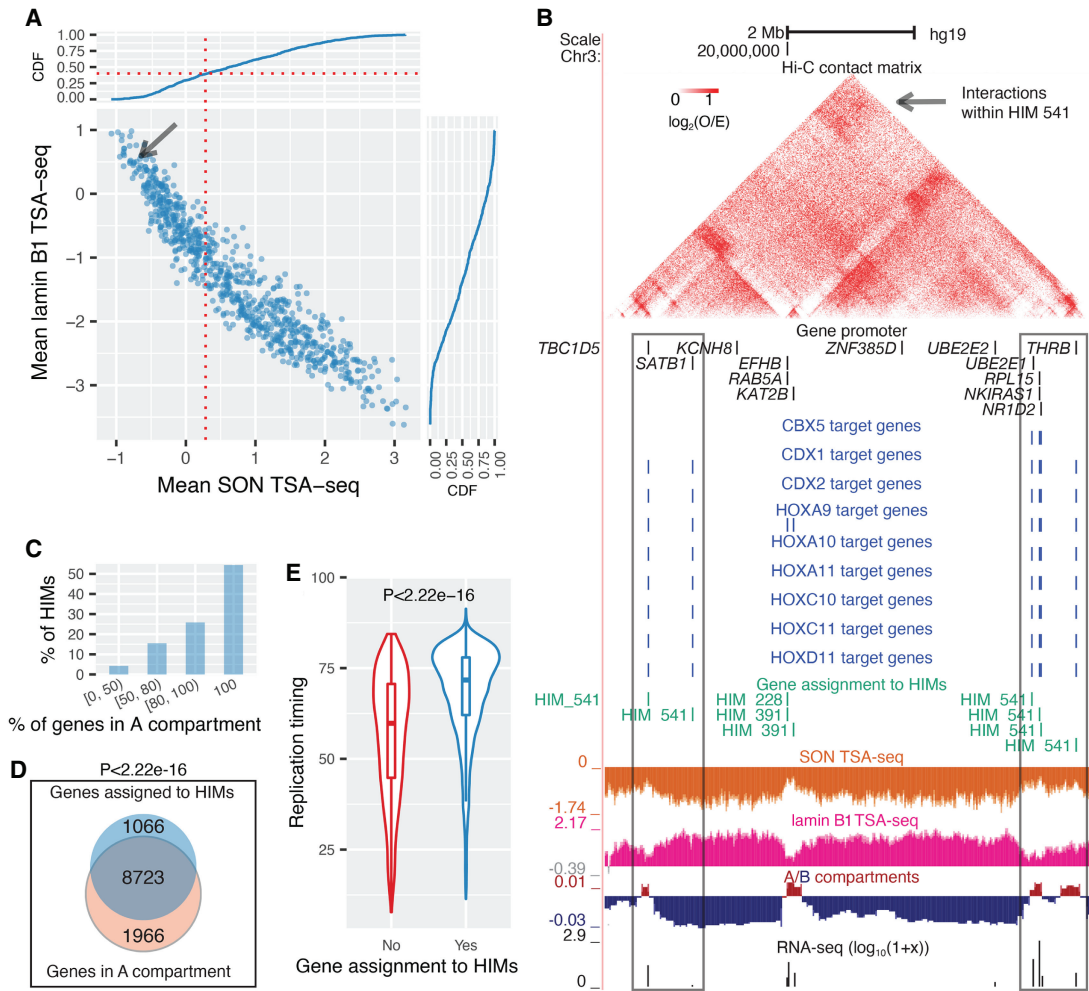 A
CDF
1.00
0.75
0.50
0.25
0.00
Mean lamin B1 TSA−seq
1
0
−1
−2
−3
−1
0
1
2
3
Mean SON TSA−seq
0.00
0.25
0.50
0.75
1.00
CDF
B
Scale
Chr3:
2 Mb
hg19
20,000,000
Hi-C contact matrix
0 1
log2(O/E)
Interactions
within HIM 541
Gene promoter
TBC1D5
KCNH8
ZNF385D
UBE2E2
THRB
SATB1
EFHB
UBE2E1
RAB5A
RPL15
KAT2B
NKIRAS1
NR1D2
CBX5 target genes
CDX1 target genes
CDX2 target genes
HOXA9 target genes
HOXA10 target genes
HOXA11 target genes
HOXC10 target genes
HOXC11 target genes
HOXD11 target genes
Gene assignment to HIMs
HIM_541
HIM 228
HIM 541
HIM 541
HIM 391
HIM 541
HIM 391
HIM 541
HIM 541
SON TSA-seq
0
-1.74
lamin B1TSA-seq
2.17
-0.39
A/B compartments
0.01
-0.03
RNA-seq (log10(1+x))
2.9
0
C
% of HIMs
50
40
30
20
10
0
[0, 50)
[50, 80)
[80, 100)
100
% of genes in A compartment
D
P<2.22e-16
Genes assigned to HIMs
1066
8723
1966
Genes in A compartment
E
Replication timing
100
75
50
25
P<2.22e−16
No
Yes
Gene assignment to HIMs